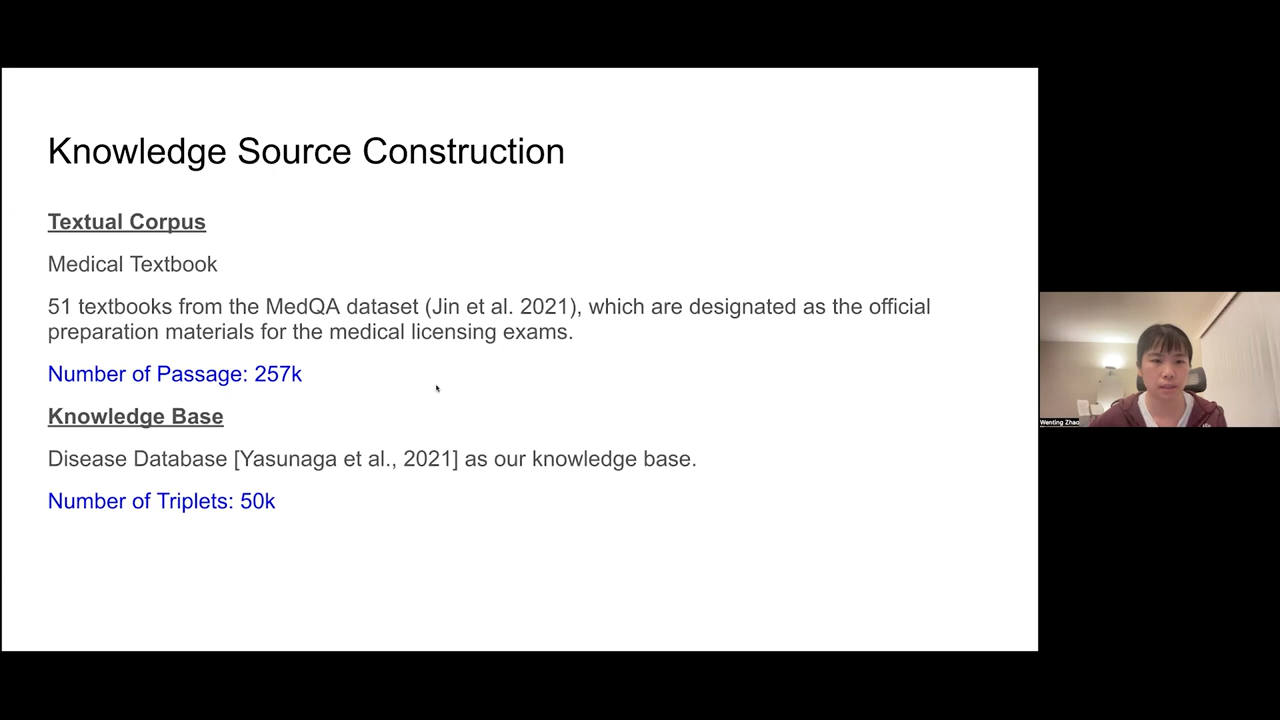 Knowledge Source Construction
Textual Corpus
Medical Textbook
51 textbooks from the MedQA dataset (Jin et al. 2021), which are designated as the official
preparation materials for the medical licensing exams.
Number of Passage: 257k
Knowledge Base
Disease Database [Yasunaga et al., 2021] as our knowledge base.
Number of Triplets: 50k
Wenting Zhao